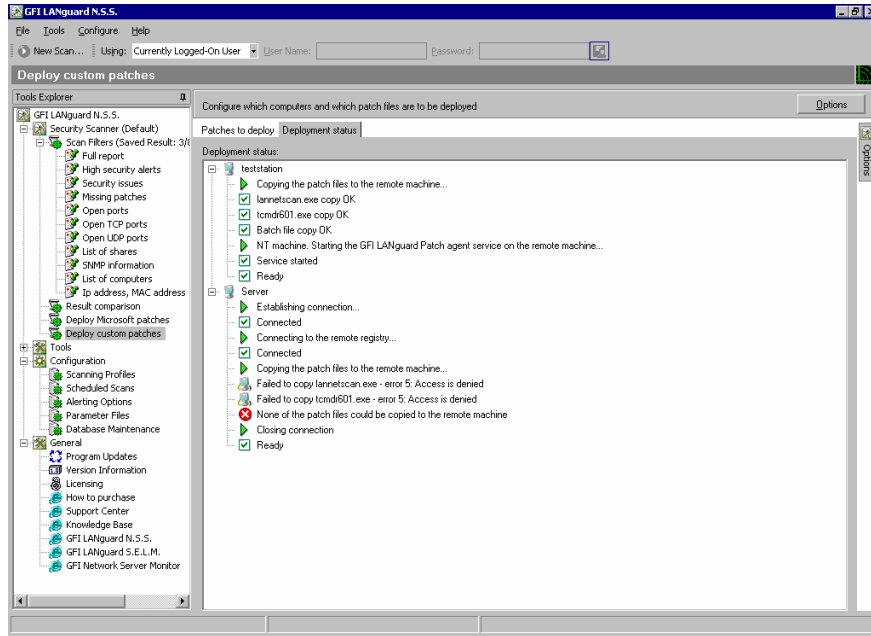 GFI LANguard N.S.S.
File Tools Configure Help
New Scan... Using: Currently Logged-On User User Name: Password:
Deploy custom patches
Tools Explorer
GFI LANguard N.S.S.
Security Scanner (Default)
Scan Filters (Saved Result: 3/8
Full report
High security alerts
Security issues
Missing patches
Open ports
Open TCP ports
Open UDP ports
List of shares
SNMP information
List of computers
Ip address, MAC address
Result comparison
Deploy Microsoft patches
Deploy custom patches
Tools
Configuration
Scanning Profiles
Scheduled Scans
Alerting Options
Parameter Files
Database Maintenance
General
Program Updates
Version Information
Licensing
How to purchase
Support Center
Knowledge Base
GFI LANguard N.S.S.
GFI LANguard S.E.L.M.
GFI Network Server Monitor
Configure which computers and which patch files are to be deployed
Options
Patches to deploy Deployment status
Deployment status:
teststation
Copying the patch files to the remote machine...
lannetscan.exe copy OK
tcmdr601.exe copy OK
Batch file copy OK
NT machine. Starting the GFI LANguard Patch agent service on the remote machine...
Service started
Ready
Server
Establishing connection...
Connected
Connecting to the remote registry...
Connected
Copying the patch files to the remote machine...
Failed to copy lannetscan.exe - error 5: Access is denied
Failed to copy tcmdr601.exe - error 5: Access is denied
None of the patch files could be copied to the remote machine
Closing connection
Ready
Options